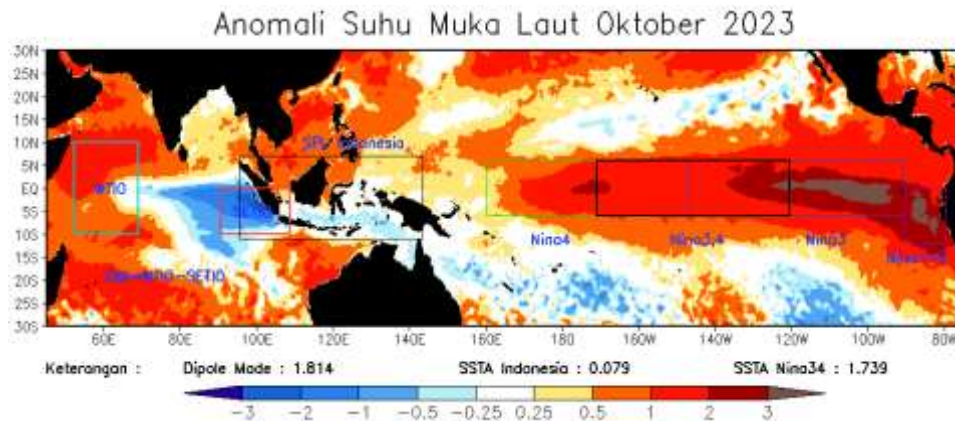 Anomali Suhu Muka Laut Oktober 2023
30N
25N
20N
15N
10N
5N
EQ
5S
10S
15S
20S
25S
30S
SPL Indonesia
WTIO
Nino4
Nino3.4
Nino3
60E 80E 100E 120E 140E 160E 180 160W 140W 120W 100W 80W
Keterangan : Dipole Mode : 1.814 SSTA Indonesia : 0.079 SSTA Nino34 : 1.739
-3 -2 -1 -0.5 -0.25 0.25 0.5 1 2 3